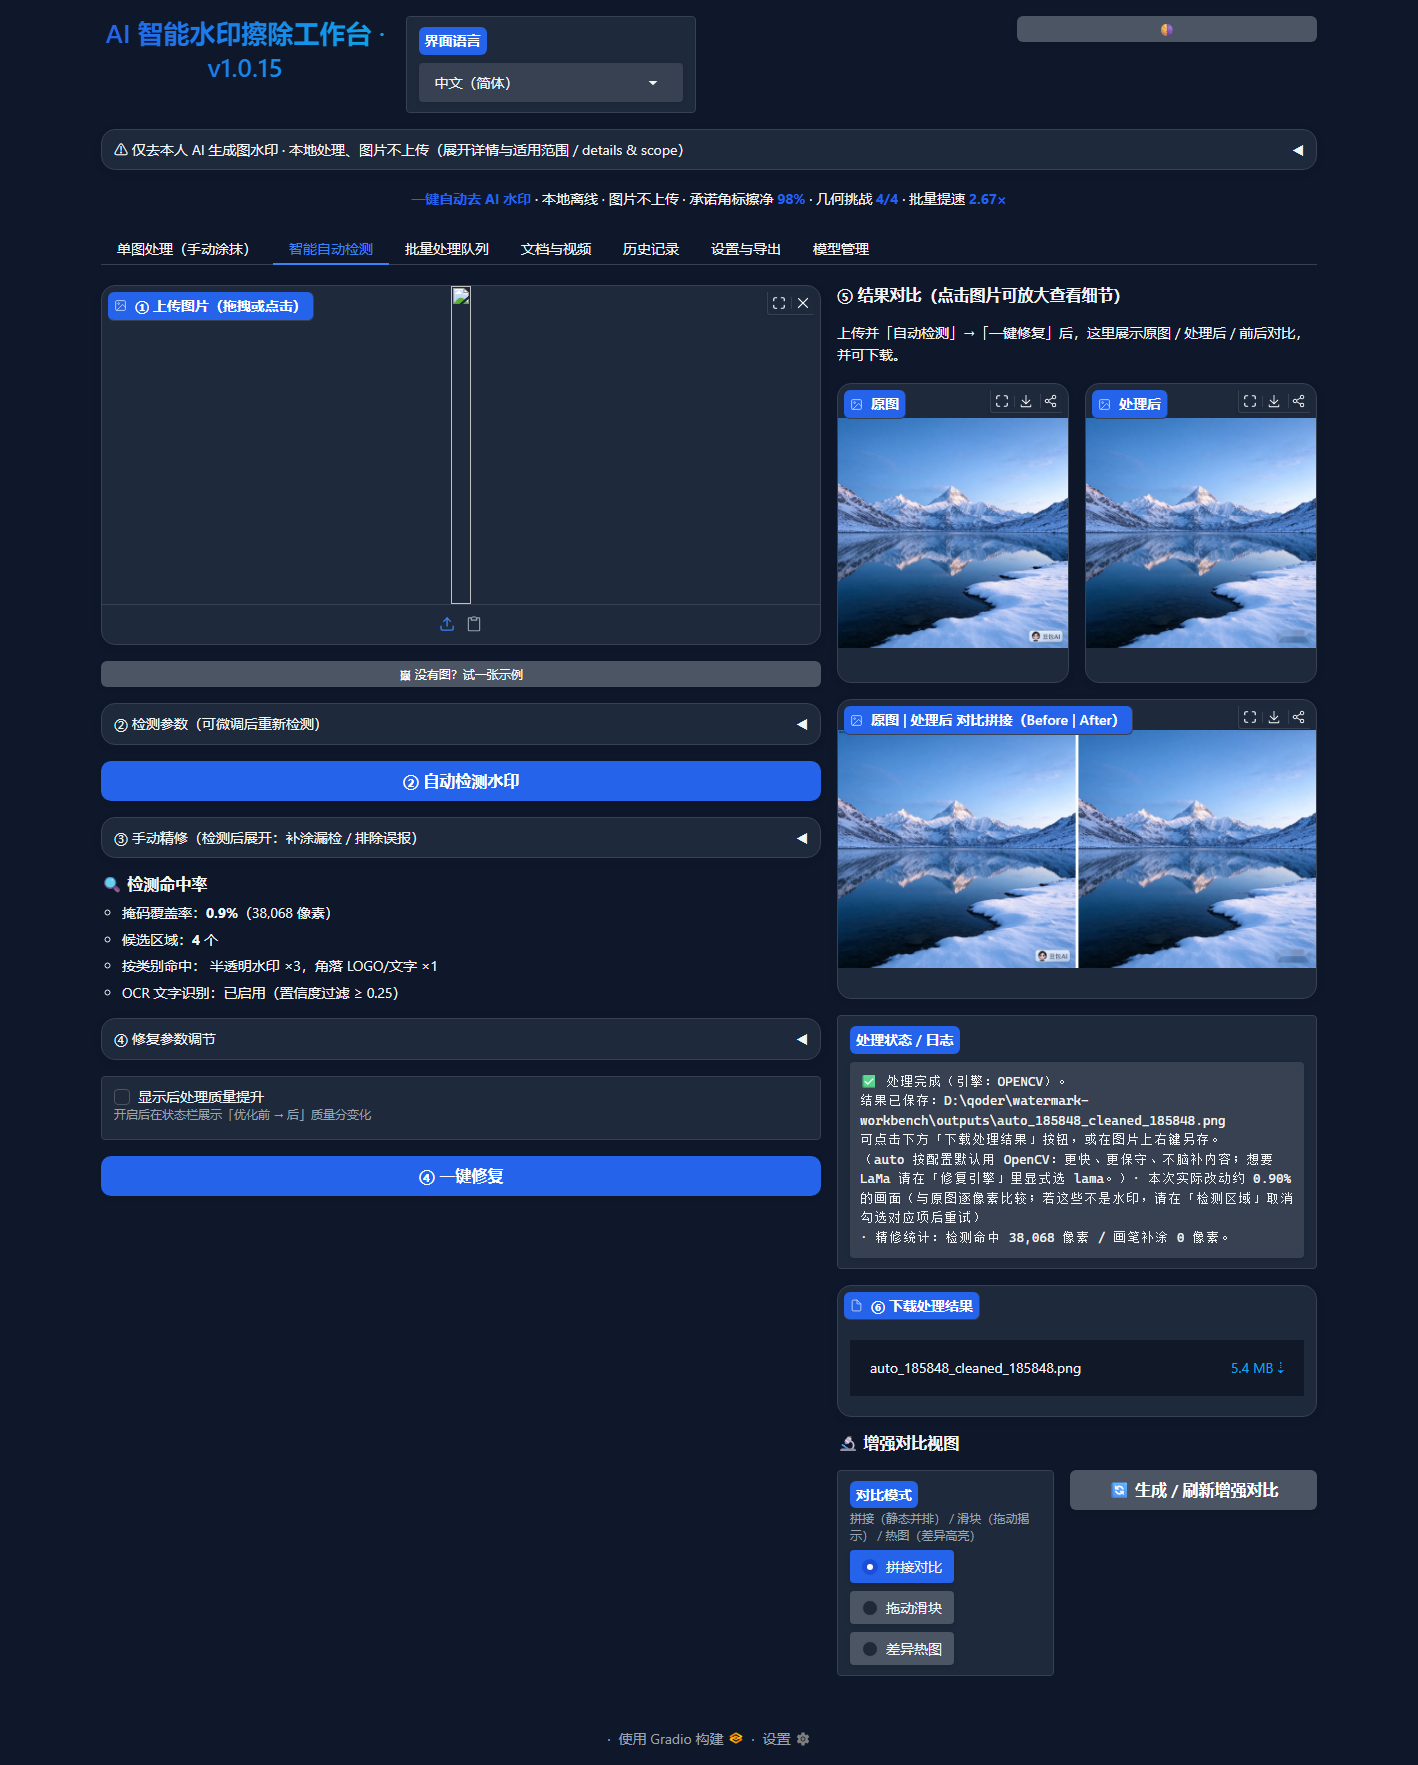 AI 智能水印擦除工作台 ·
v1.0.15
界面语言
中文（简体）
⚠ 仅去本人 AI 生成图水印 · 本地处理、图片不上传（展开详情与适用范围 / details & scope）
一键自动去 AI 水印 · 本地离线 · 图片不上传 · 承诺角标擦净 98% · 几何挑战 4/4 · 批量提速 2.67×
单图处理（手动涂抹） 智能自动检测 批量处理队列 文档与视频 历史记录 设置与导出 模型管理
① 上传图片（拖拽或点击）
没有图？试一张示例
② 检测参数（可微调后重新检测）
② 自动检测水印
③ 手动精修（检测后展开：补涂漏检 / 排除误报）
🔍 检测命中率
掩码覆盖率：0.9%（38,068 像素）
候选区域：4 个
按类别命中： 半透明水印 ×3，角落 LOGO/文字 ×1
OCR 文字识别：已启用（置信度过滤 ≥ 0.25）
④ 修复参数调节
显示后处理质量提升
开启后在状态栏展示「优化前 → 后」质量分变化
④ 一键修复
⑤ 结果对比（点击图片可放大查看细节）
上传并「自动检测」→「一键修复」后，这里展示原图 / 处理后 / 前后对比，
并可下载。
原图
豆包AI
处理后
原图 | 处理后 对比拼接（Before | After）
豆包AI
处理状态 / 日志
✅ 处理完成（引擎：OPENCV）。
结果已保存：D:\qoder\watermark-
workbench\outputs\auto_185848_cleaned_185848.png
可点击下方「下载处理结果」按钮，或在图片上右键另存。
（auto 按配置默认用 OpenCV：更快、更保守、不脑补内容；想要
LaMa 请在「修复引擎」里显式选 lama。）· 本次实际改动约 0.90%
的画面（与原图逐像素比较；若这些不是水印，请在「检测区域」取消
勾选对应项后重试）
· 精修统计：检测命中 38,068 像素 / 画笔补涂 0 像素。
⑥ 下载处理结果
auto_185848_cleaned_185848.png 5.4 MB ⇣
🔬 增强对比视图
对比模式
拼接（静态并排） / 滑块（拖动揭
示） / 热图（差异高亮）
拼接对比
拖动滑块
差异热图
🔄 生成 / 刷新增强对比
· 使用 Gradio 构建 · 设置